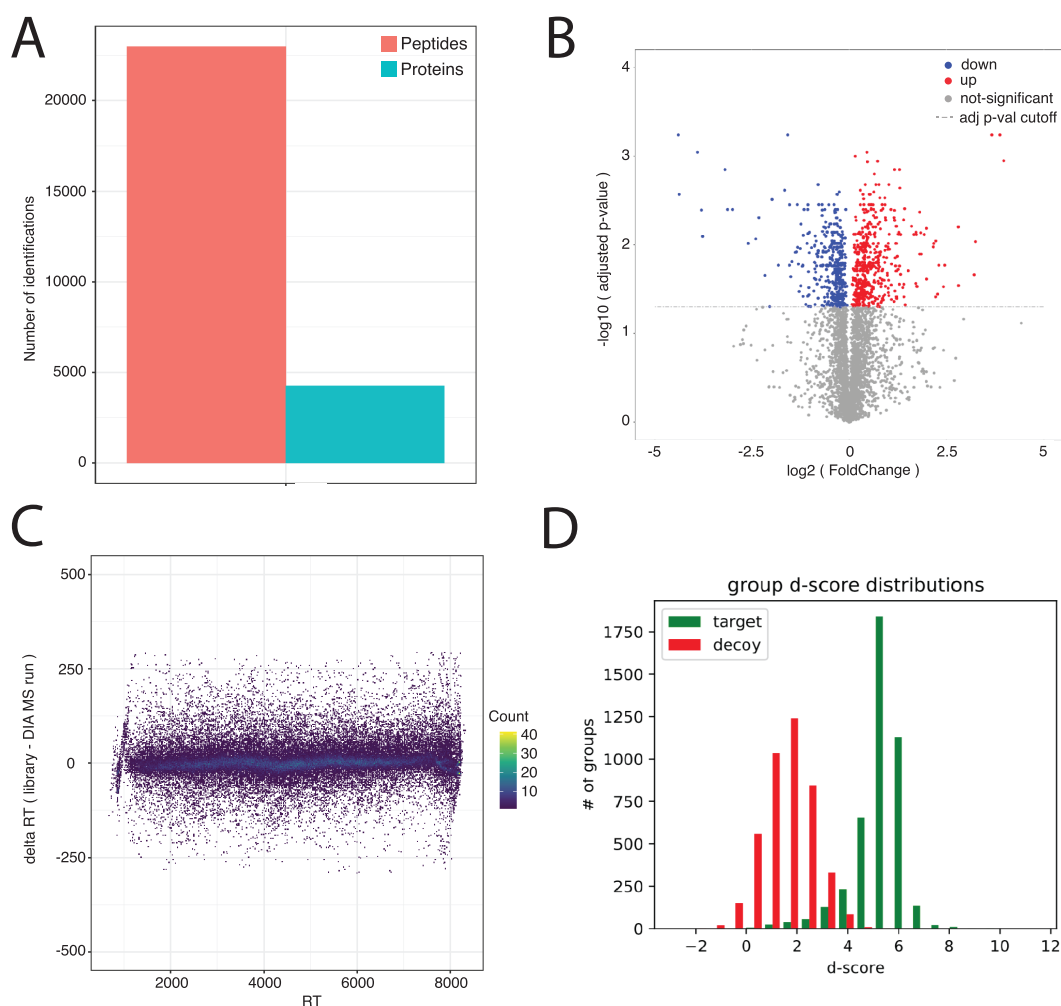 A
Peptides
Proteins
20000
15000
10000
5000
0
Number of identifications
B
down
up
not-significant
adj p-val cutoff
4
3
2
1
0
-log10 ( adjusted p-value )
-5
-2.5
0
2.5
5
log2 ( FoldChange )
C
500
250
0
-250
-500
delta RT ( library - DIA MS run )
2000
4000
6000
8000
RT
Count
40
30
20
10
D
group d-score distributions
target
decoy
1750
1500
1250
1000
750
500
250
0
# of groups
−2
0
2
4
6
8
10
12
d-score